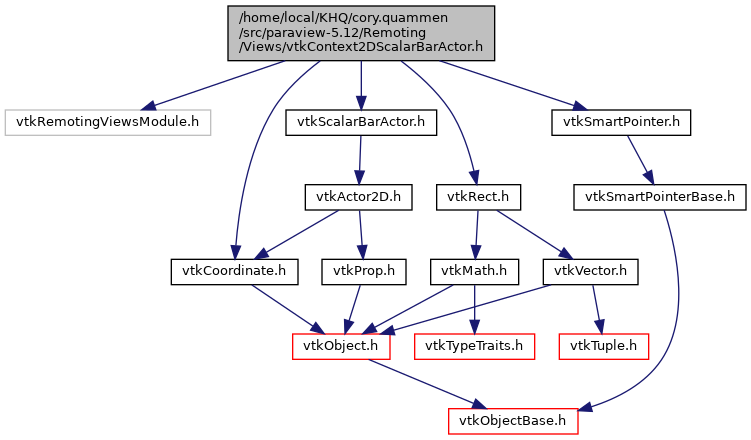 /home/local/KHQ/cory.quammen
/src/paraview-5.12/Remoting
/Views/vtkContext2DScalarBarActor.h
vtkRemotingViewsModule.h
vtkScalarBarActor.h
vtkSmartPointer.h
vtkActor2D.h
vtkRect.h
vtkSmartPointerBase.h
vtkCoordinate.h
vtkProp.h
vtkMath.h
vtkVector.h
vtkObject.h
vtkTypeTraits.h
vtkTuple.h
vtkObjectBase.h